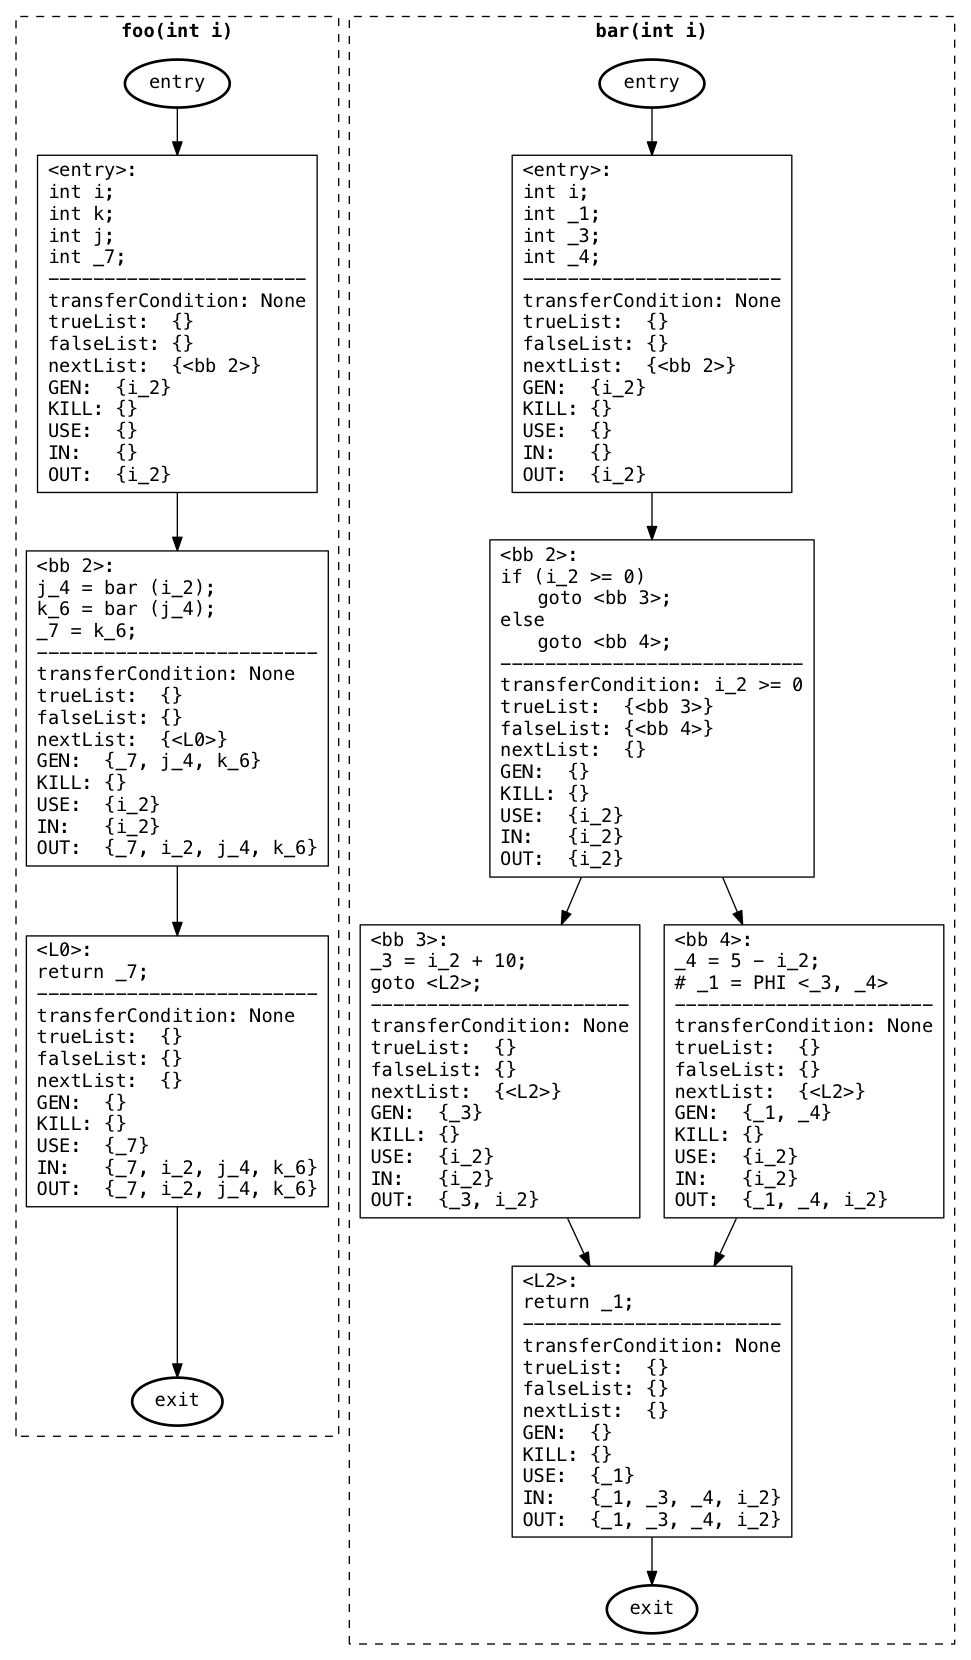 foo(int i)
entry
<entry>:
int i;
int k;
int j;
int _7;
-----------------------
transferCondition: None
trueList:  {}
falseList: {}
nextList:  {<bb 2>}
GEN:  {i_2}
KILL: {}
USE:  {}
IN:   {}
OUT:  {i_2}
<bb 2>:
j_4 = bar (i_2);
k_6 = bar (j_4);
_7 = k_6;
-------------------------
transferCondition: None
trueList:  {}
falseList: {}
nextList:  {<L0>}
GEN:  {_7, j_4, k_6}
KILL: {}
USE:  {i_2}
IN:   {i_2}
OUT:  {_7, i_2, j_4, k_6}
<L0>:
return _7;
-------------------------
transferCondition: None
trueList:  {}
falseList: {}
nextList:  {}
GEN:  {}
KILL: {}
USE:  {_7}
IN:   {_7, i_2, j_4, k_6}
OUT:  {_7, i_2, j_4, k_6}
exit
bar(int i)
entry
<entry>:
int i;
int _1;
int _3;
int _4;
-----------------------
transferCondition: None
trueList:  {}
falseList: {}
nextList:  {<bb 2>}
GEN:  {i_2}
KILL: {}
USE:  {}
IN:   {}
OUT:  {i_2}
<bb 2>:
if (i_2 >= 0)
   goto <bb 3>;
else
   goto <bb 4>;
---------------------------
transferCondition: i_2 >= 0
trueList:  {<bb 3>}
falseList: {<bb 4>}
nextList:  {}
GEN:  {}
KILL: {}
USE:  {i_2}
IN:   {i_2}
OUT:  {i_2}
<bb 3>:
_3 = i_2 + 10;
goto <L2>;
-----------------------
transferCondition: None
trueList:  {}
falseList: {}
nextList:  {<L2>}
GEN:  {_3}
KILL: {}
USE:  {i_2}
IN:   {i_2}
OUT:  {_3, i_2}
<bb 4>:
_4 = 5 - i_2;
# _1 = PHI <_3, _4>
-----------------------
transferCondition: None
trueList:  {}
falseList: {}
nextList:  {<L2>}
GEN:  {_1, _4}
KILL: {}
USE:  {i_2}
IN:   {i_2}
OUT:  {_1, _4, i_2}
<L2>:
return _1;
-----------------------
transferCondition: None
trueList:  {}
falseList: {}
nextList:  {}
GEN:  {}
KILL: {}
USE:  {_1}
IN:   {_1, _3, _4, i_2}
OUT:  {_1, _3, _4, i_2}
exit